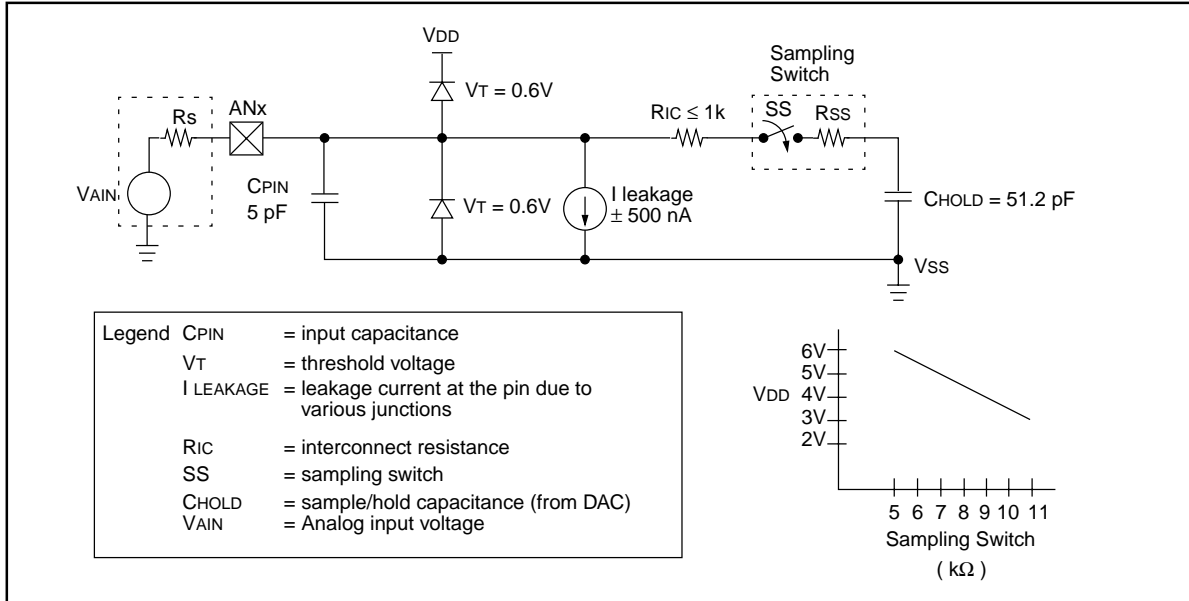 VDD
Sampling
Switch
VT = 0.6V
RS
ANx
RIC ≤ 1k
SS
RSS
VAIN
CPIN
5 pF
VT = 0.6V
I leakage
± 500 nA
CHOLD = 51.2 pF
VSS
Legend CPIN = input capacitance
VT = threshold voltage
I LEAKAGE = leakage current at the pin due to
various junctions
RIC = interconnect resistance
SS = sampling switch
CHOLD = sample/hold capacitance (from DAC)
VAIN = Analog input voltage
6V
5V
VDD 4V
3V
2V
5 6 7 8 9 10 11
Sampling Switch
( kΩ )